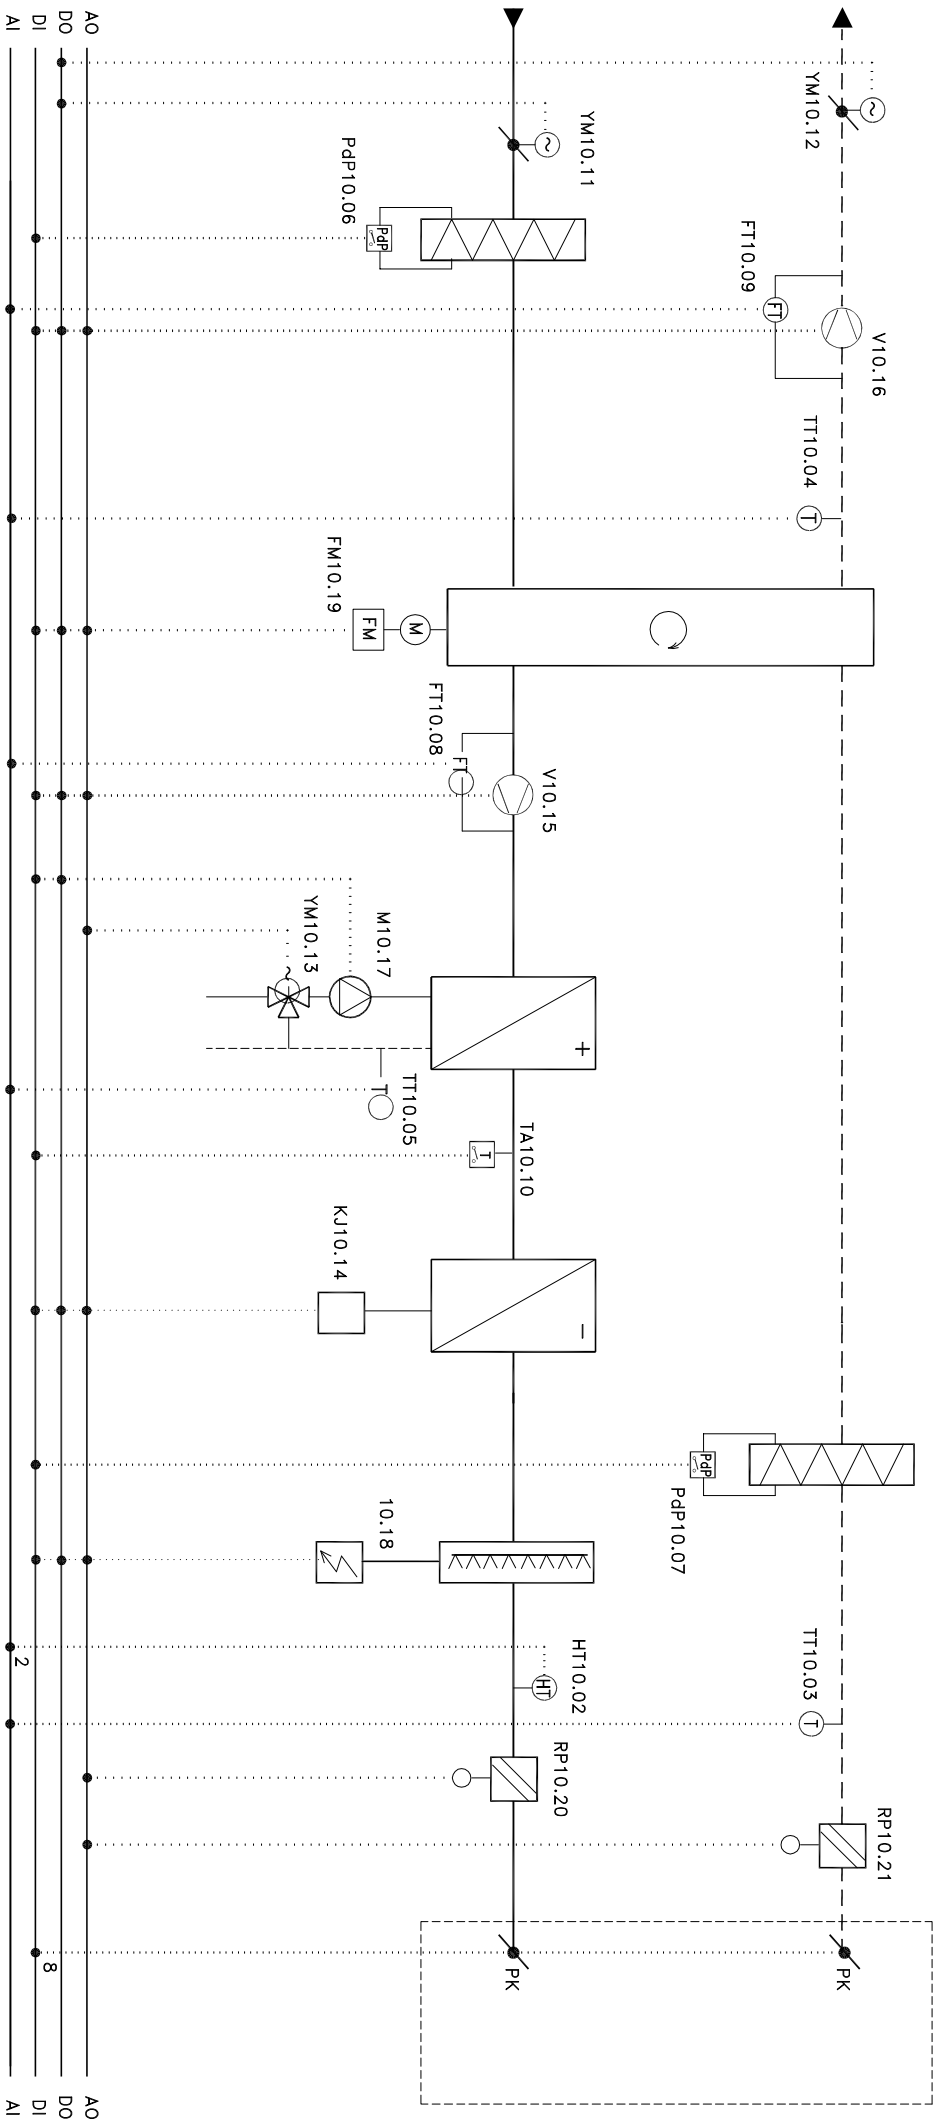 AO
DO
DI
AI
YM10.12
YM10.11
PdP10.06
PdP
FT10.09
FT
V10.16
TT10.04
T
FM10.19
FM
M
FT10.08
FT
V10.15
M10.17
YM10.13
+
TT10.05
T
TA10.10
T
KJ10.14
–
PdP
PdP10.07
10.18
HT10.02
HT
2
TT10.03
T
RP10.20
RP10.21
PK
PK
8
AO
DO
DI
AI